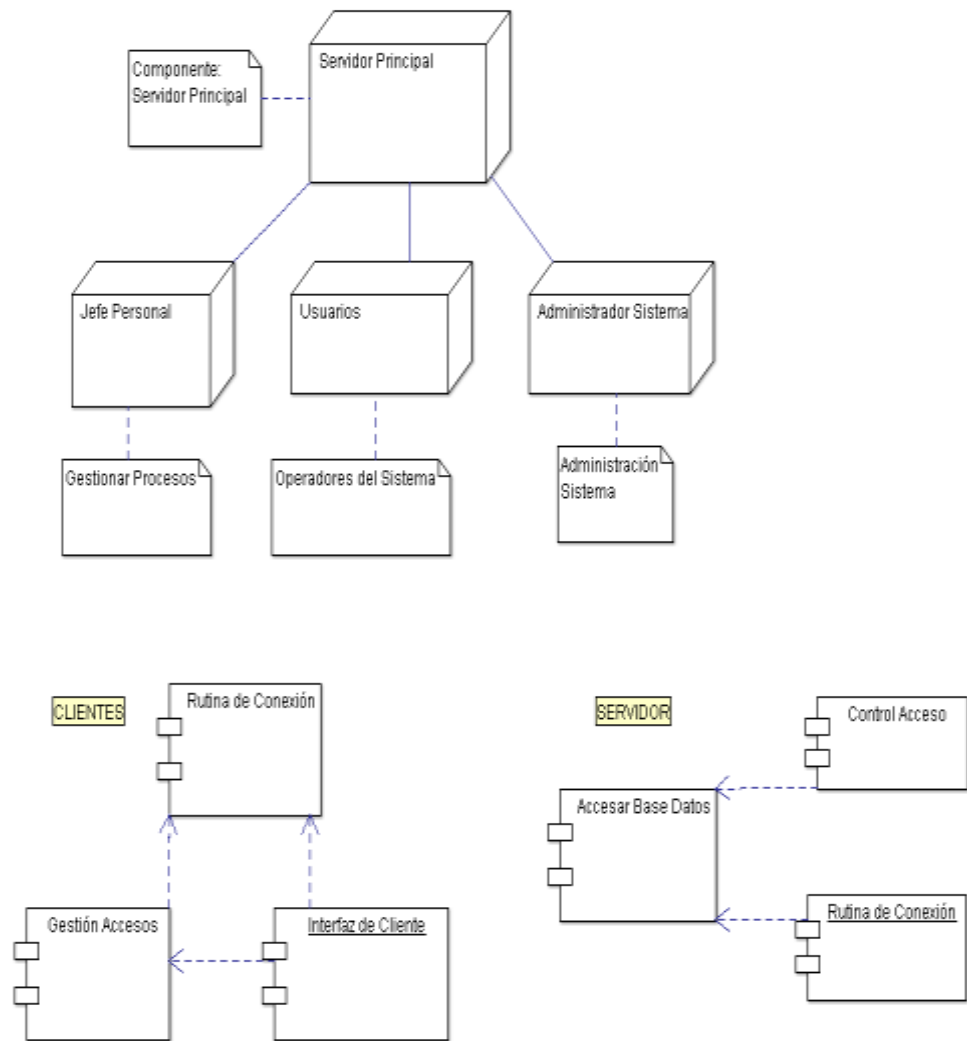 Servidor Principal
Componente:
Servidor Principal
Jefe Personal
Usuarios
Administrador Sistema
Gestionar Procesos
Operadores del Sistema
Administración
Sistema
CLIENTES
Rutina de Conexión
Gestión Accesos
Interfaz de Cliente
SERVIDOR
Control Acceso
Accesar Base Datos
Rutina de Conexión